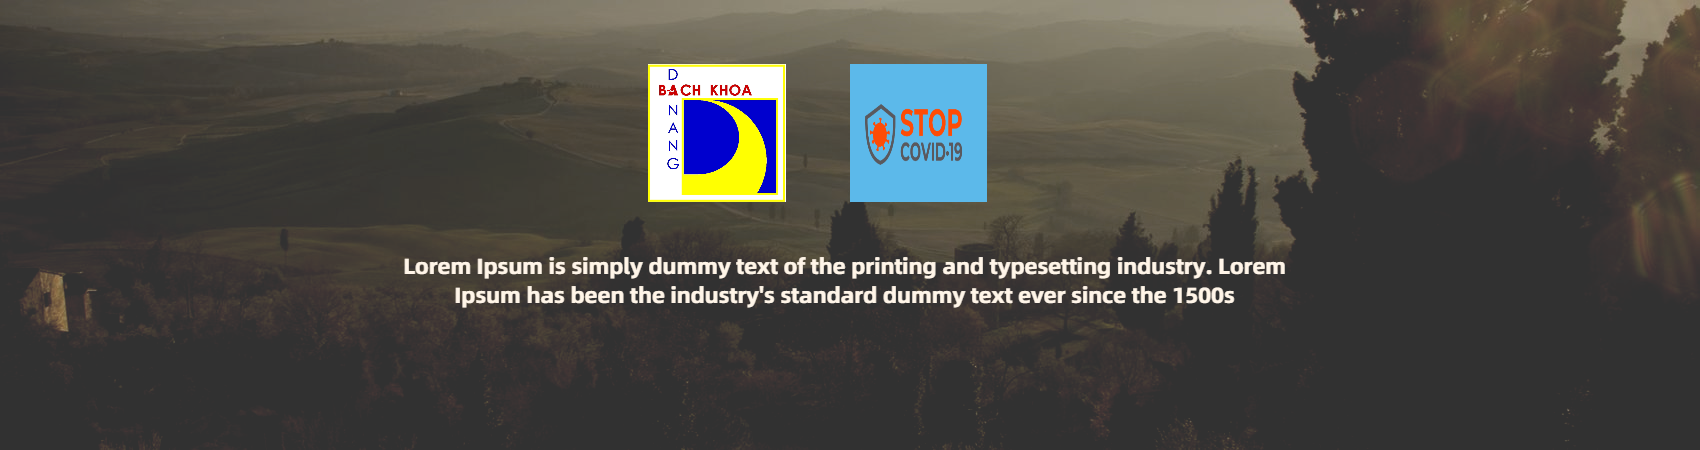 DANANG
BACH KHOA
STOP
COVID-19
Lorem Ipsum is simply dummy text of the printing and typesetting industry. Lorem
Ipsum has been the industry's standard dummy text ever since the 1500s